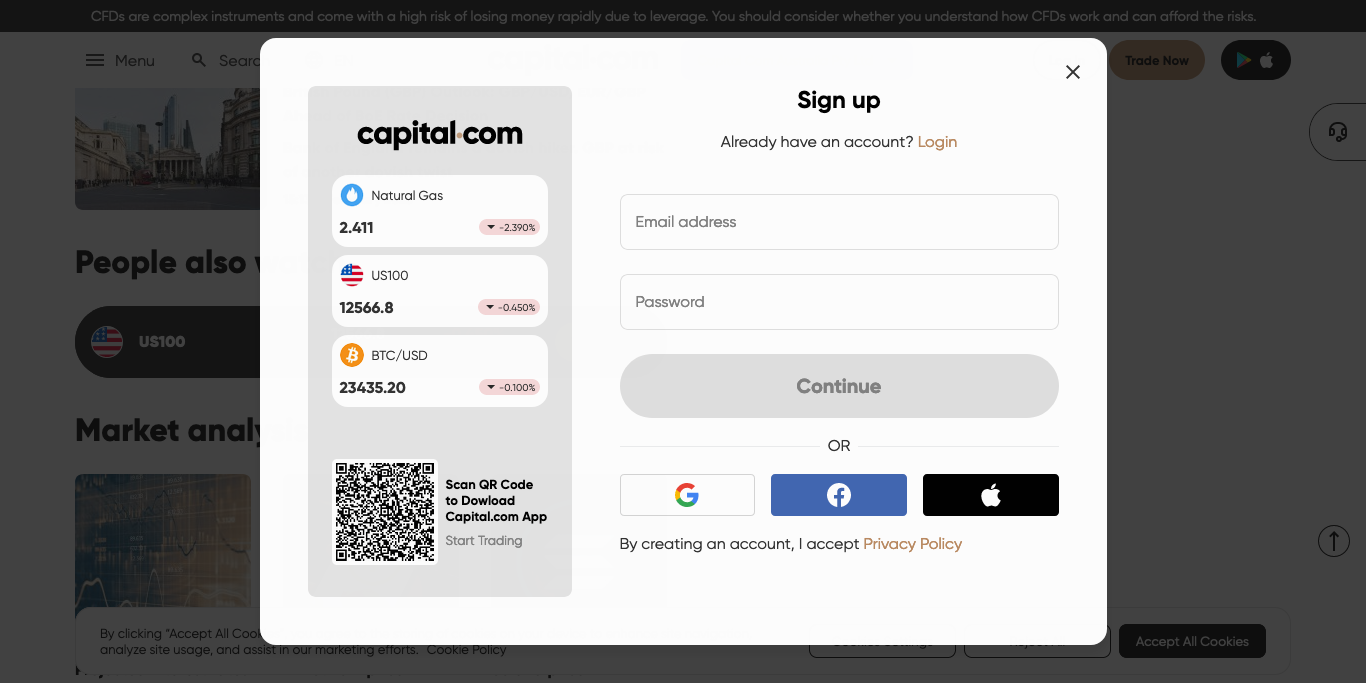 CFDs are complex instruments and come with a high risk of losing money rapidly due to leverage. You should consider whether you understand how CFDs work and can afford the risks.
Menu
Searc
Trade Now
capital.com
Natural Gas
2.411
-2.390%
US100
12566.8
-0.450%
BTC/USD
23435.20
-0.100%
Scan QR Code
to Dowload
Capital.com App
Start Trading
Sign up
Already have an account? Login
Email address
Password
Continue
OR
By creating an account, I accept Privacy Policy
People also w
US100
Market analy
By clicking “Accept All Cook
analyze site usage, and assist in our marketing efforts. Cookie Policy
Accept All Cookies